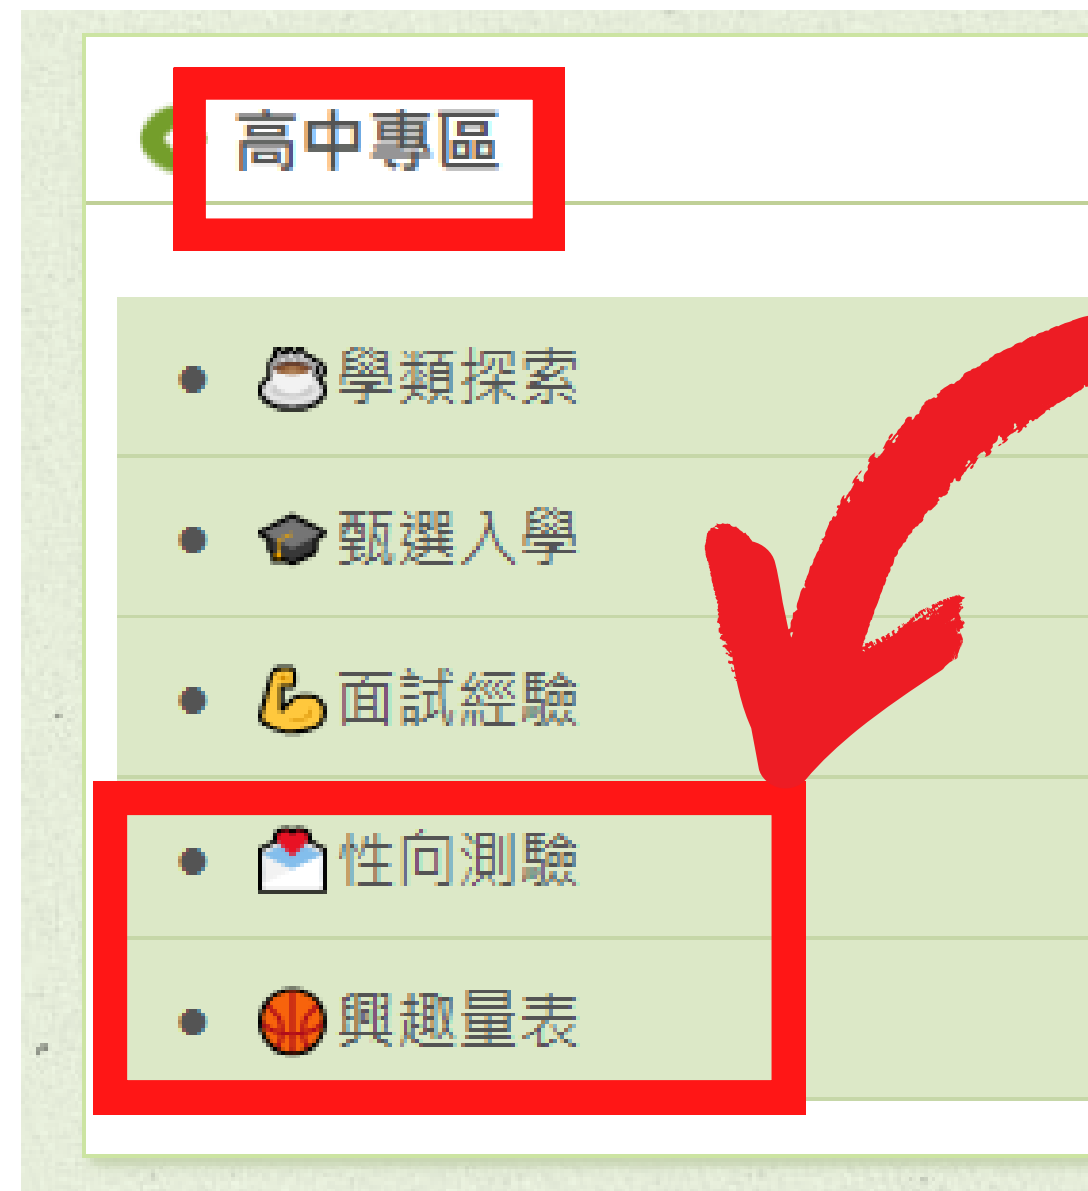 高中專區
學類探索
甄選入學
面試經驗
性向測驗
興趣量表